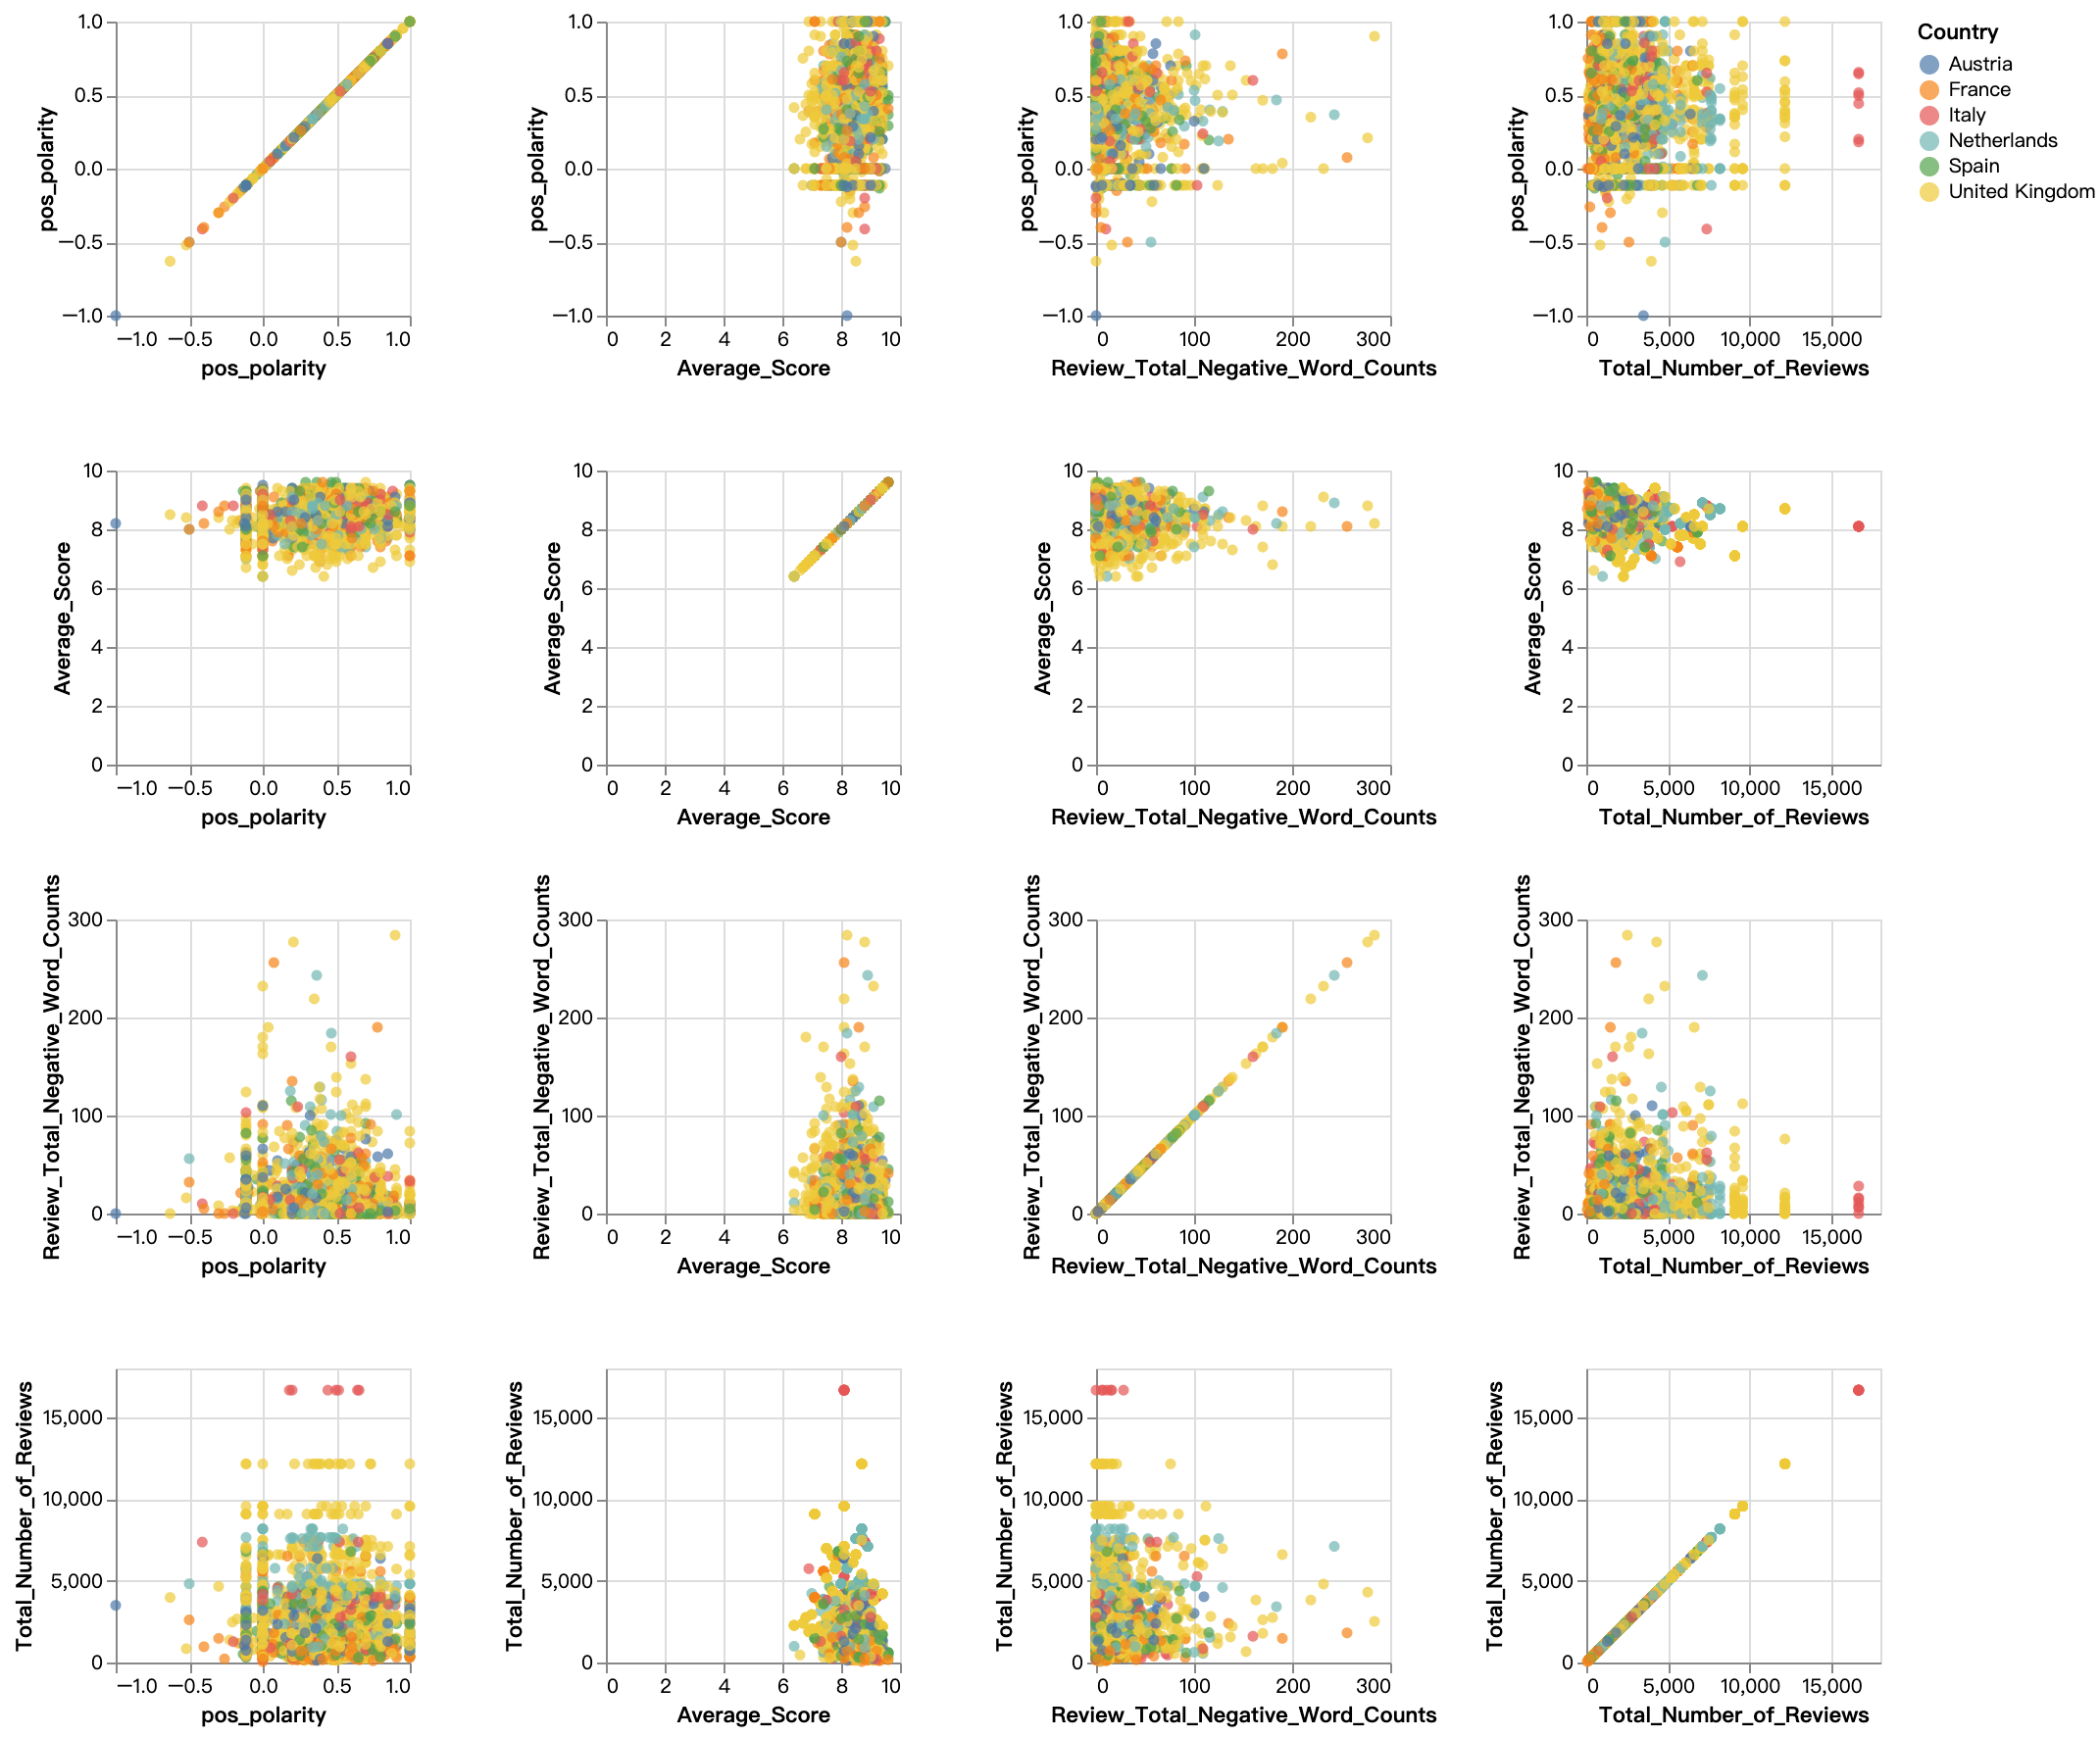 1.0
0.5
0.0
−0.5
−1.0
pos_polarity
−1.0 −0.5 0.0 0.5 1.0
pos_polarity
1.0
0.5
0.0
−0.5
−1.0
pos_polarity
0 2 4 6 8 10
Average_Score
1.0
0.5
0.0
−0.5
−1.0
pos_polarity
0 100 200 300
Review_Total_Negative_Word_Counts
1.0
0.5
0.0
−0.5
−1.0
pos_polarity
0 5,000 10,000 15,000
Total_Number_of_Reviews
Country
Austria
France
Italy
Netherlands
Spain
United Kingdom
10
8
6
4
2
0
Average_Score
−1.0 −0.5 0.0 0.5 1.0
pos_polarity
10
8
6
4
2
0
Average_Score
0 2 4 6 8 10
Average_Score
10
8
6
4
2
0
Average_Score
0 100 200 300
Review_Total_Negative_Word_Counts
10
8
6
4
2
0
Average_Score
0 5,000 10,000 15,000
Total_Number_of_Reviews
300
200
100
0
Review_Total_Negative_Word_Counts
−1.0 −0.5 0.0 0.5 1.0
pos_polarity
300
200
100
0
Review_Total_Negative_Word_Counts
0 2 4 6 8 10
Average_Score
300
200
100
0
Review_Total_Negative_Word_Counts
0 100 200 300
Review_Total_Negative_Word_Counts
300
200
100
0
Review_Total_Negative_Word_Counts
0 5,000 10,000 15,000
Total_Number_of_Reviews
15,000
10,000
5,000
0
Total_Number_of_Reviews
−1.0 −0.5 0.0 0.5 1.0
pos_polarity
15,000
10,000
5,000
0
Total_Number_of_Reviews
0 2 4 6 8 10
Average_Score
15,000
10,000
5,000
0
Total_Number_of_Reviews
0 100 200 300
Review_Total_Negative_Word_Counts
15,000
10,000
5,000
0
Total_Number_of_Reviews
0 5,000 10,000 15,000
Total_Number_of_Reviews